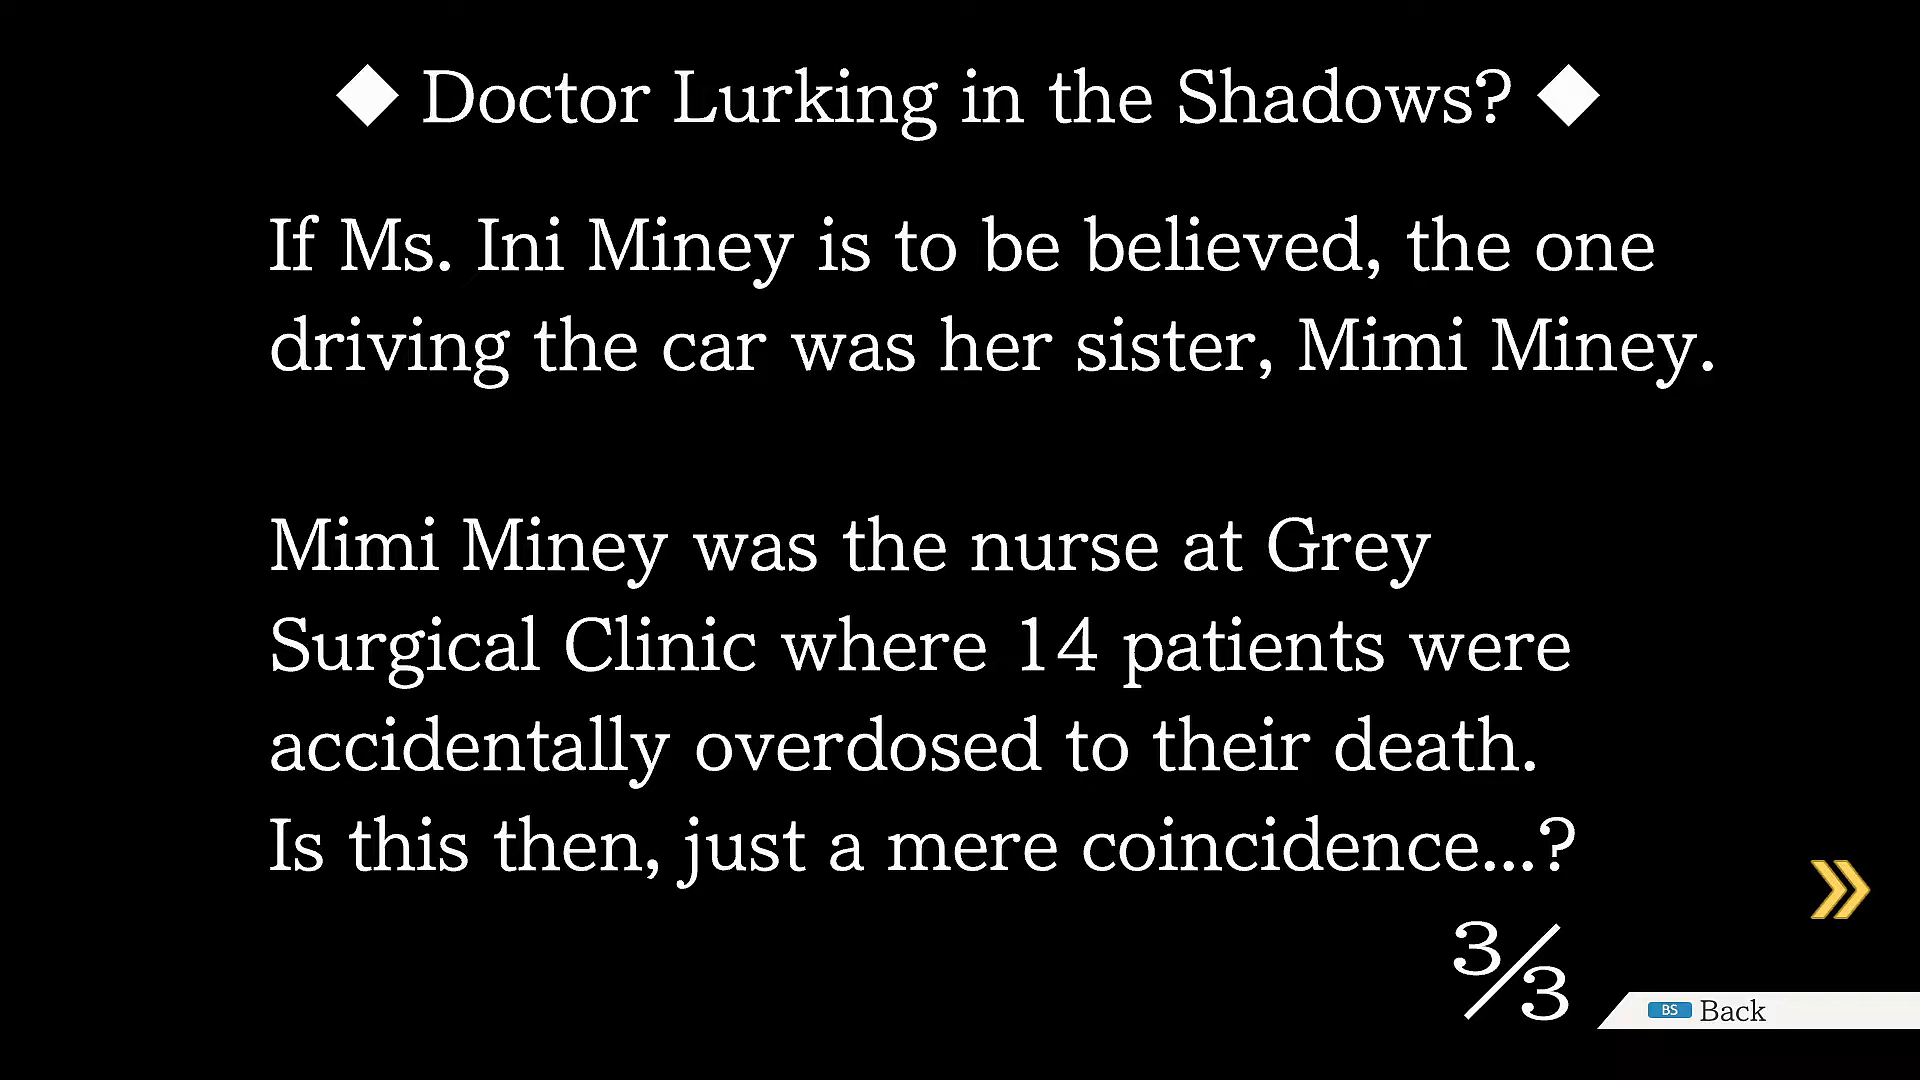 ◆ Doctor Lurking in the Shadows? ◆
If Ms. Ini Miney is to be believed, the one
driving the car was her sister, Mimi Miney.
Mimi Miney was the nurse at Grey
Surgical Clinic where 14 patients were
accidentally overdosed to their death.
Is this then, just a mere coincidence...?
3/3
BS Back